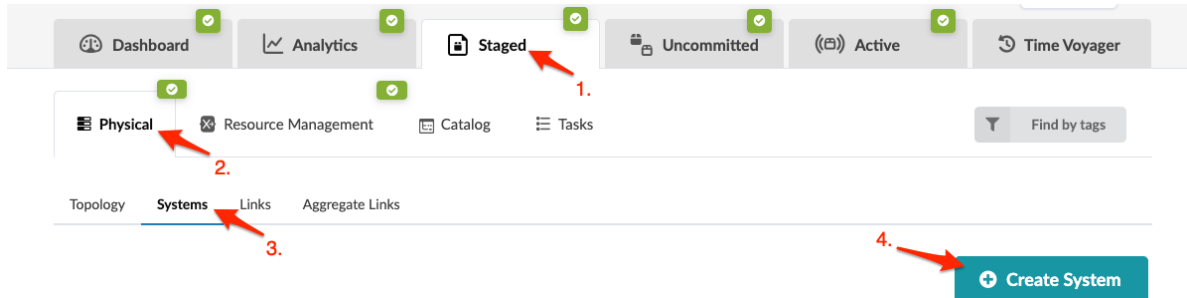 Dashboard Analytics Staged Uncommitted Active Time Voyager
1.
Physical Resource Management Catalog Tasks Find by tags
2.
Topology Systems Links Aggregate Links
3.
4.
Create System